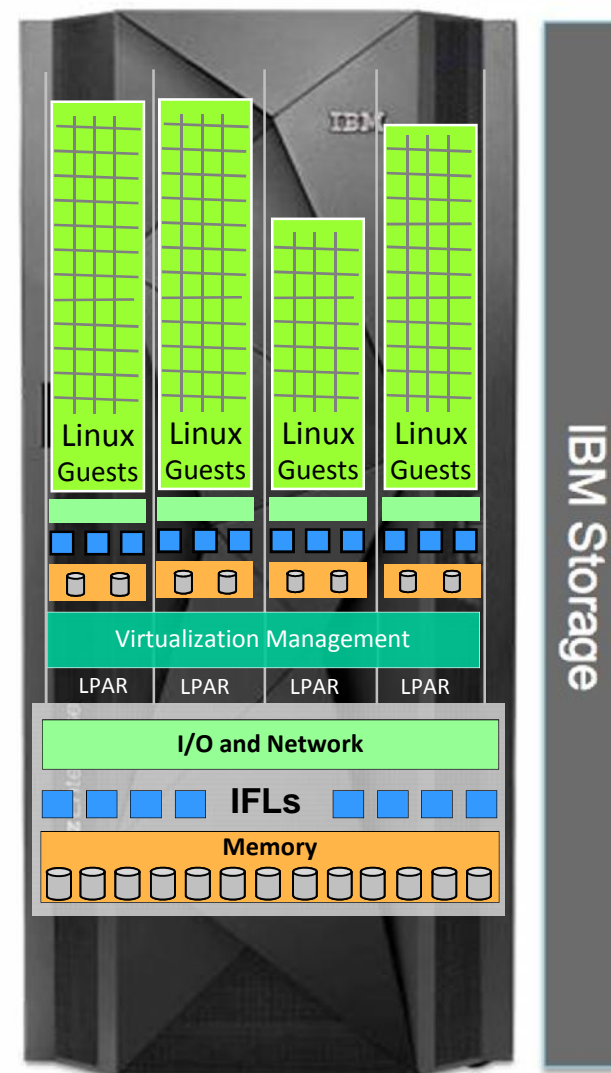 IBM
Linux
Guests
Linux
Guests
Linux
Guests
Linux
Guests
Virtualization Management
LPAR
LPAR
LPAR
LPAR
I/O and Network
IFLs
Memory
IBM Storage